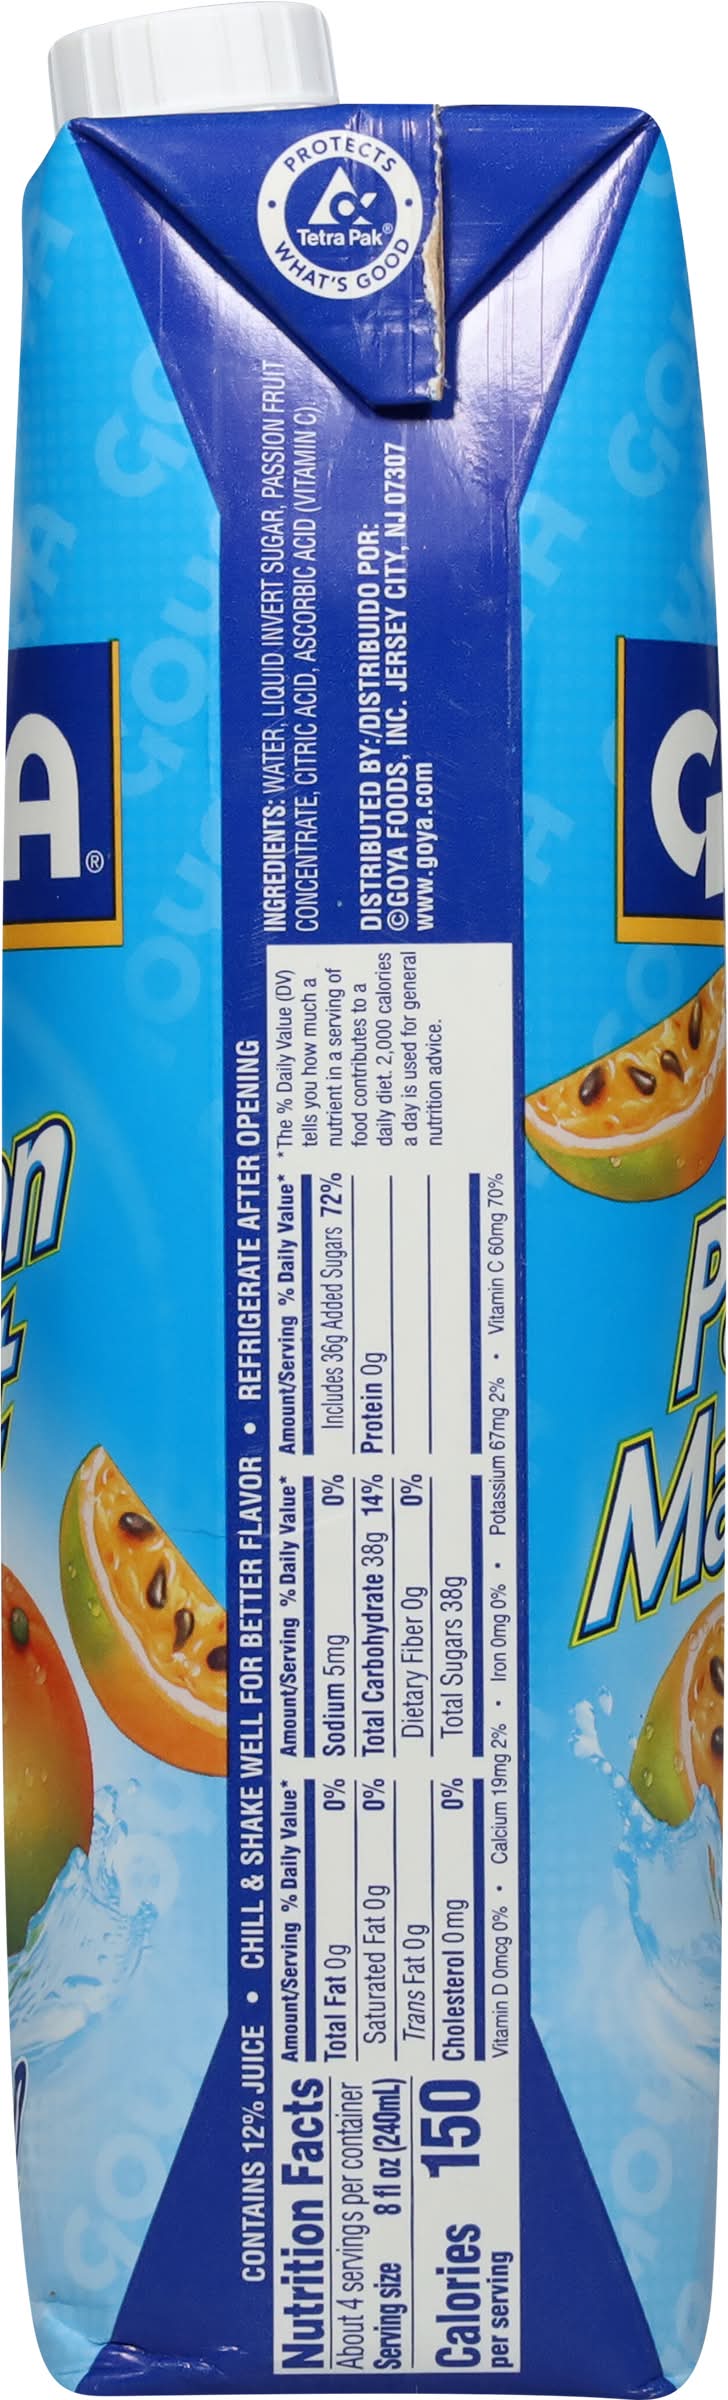 PROTECTS
Tetra Pak®
WHAT'S GOOD
CONTAINS 12% JUICE • CHILL & SHAKE WELL FOR BETTER FLAVOR • REFRIGERATE AFTER OPENING
Nutrition Facts
About 4 servings per container
Serving size 8 fl oz (240mL)
Calories 150
per serving
Amount/Serving % Daily Value*
Total Fat 0g 0%
Saturated Fat 0g 0%
Trans Fat 0g
Cholesterol 0mg 0%
Amount/Serving % Daily Value*
Sodium 5mg 0%
Total Carbohydrate 38g 14%
Dietary Fiber 0g 0%
Total Sugars 38g
Amount/Serving % Daily Value*
Includes 36g Added Sugars 72%
Protein 0g
Vitamin D 0mcg 0% • Calcium 19mg 2% • Iron 0mg 0% • Potassium 67mg 2% • Vitamin C 60mg 70%
*The % Daily Value (DV)
tells you how much a
nutrient in a serving of
food contributes to a
daily diet. 2,000 calories
a day is used for general
nutrition advice.
INGREDIENTS: WATER, LIQUID INVERT SUGAR, PASSION FRUIT
CONCENTRATE, CITRIC ACID, ASCORBIC ACID (VITAMIN C).
DISTRIBUTED BY:/DISTRIBUIDO POR:
©GOYA FOODS, INC. JERSEY CITY, NJ 07307
www.goya.com